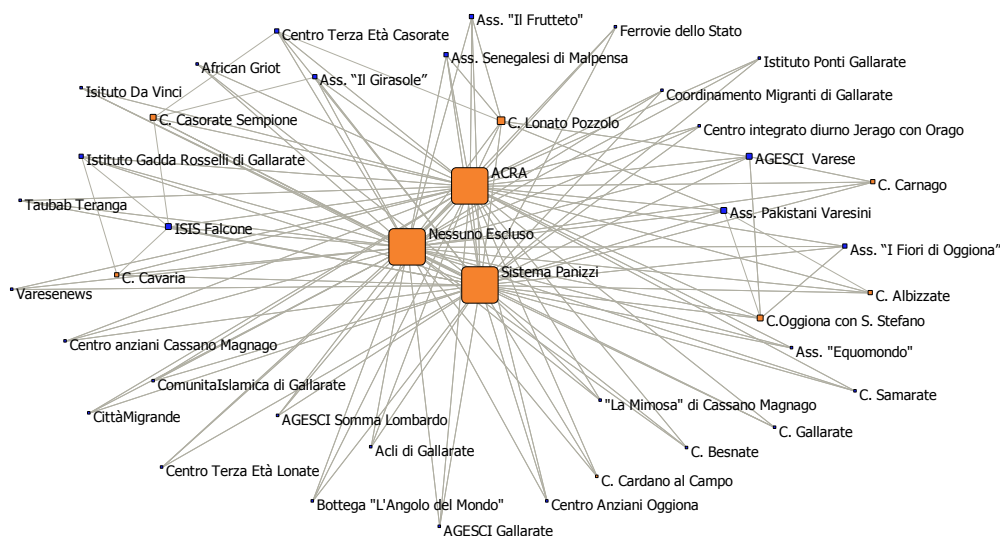 Ass. "Il Frutteto"
Ferrovie dello Stato
Centro Terza Età Casorate
Ass. Senegalesi di Malpensa
Istituto Ponti Gallarate
African Griot
Ass. “Il Girasole”
Isituto Da Vinci
Coordinamento Migranti di Gallarate
C. Casorate Sempione
C. Lonato Pozzolo
Centro integrato diurno Jerago con Orago
Istituto Gadda Rosselli di Gallarate
AGESCI Varese
ACRA
C. Carnago
Taubab Teranga
Ass. Pakistani Varesini
ISIS Falcone
Nessuno Escluso
Ass. “I Fiori di Oggiona”
C. Cavaria
Sistema Panizzi
Varesenews
C. Albizzate
C.Oggiona con S. Stefano
Centro anziani Cassano Magnago
Ass. "Equomondo"
ComunitaIslamica di Gallarate
C. Samarate
"La Mimosa" di Cassano Magnago
CittàMigrande
AGESCI Somma Lombardo
C. Gallarate
Acli di Gallarate
C. Besnate
Centro Terza Età Lonate
C. Cardano al Campo
Bottega "L'Angolo del Mondo"
Centro Anziani Oggiona
AGESCI Gallarate